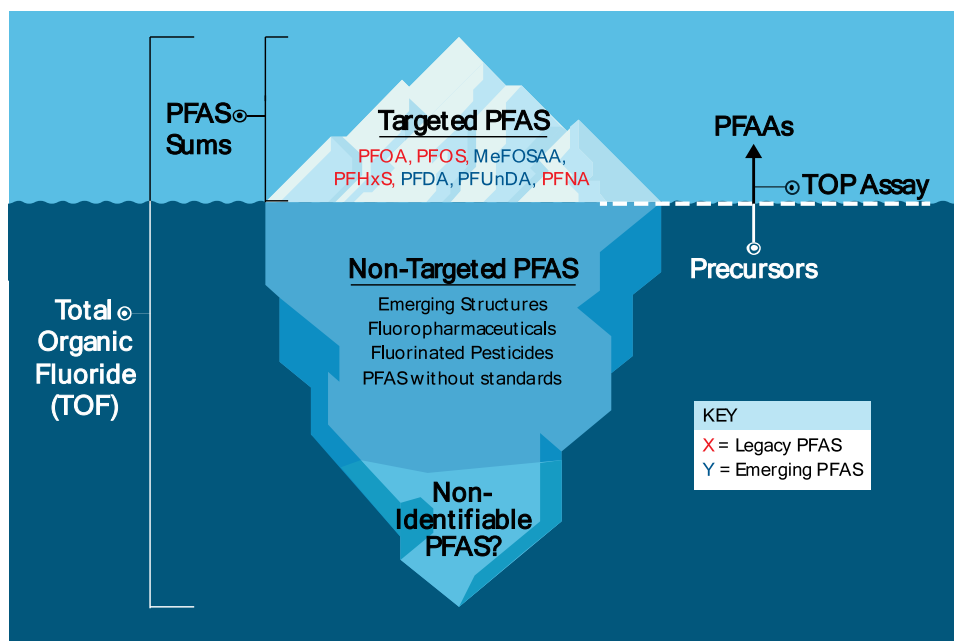 PFAS
Sums
Targeted PFAS
PFOA, PFOS, MeFOSAA,
PFHxS, PFDA, PFUnDA, PFNA
PFAAs
TOP Assay
Precursors
Non-Targeted PFAS
Emerging Structures
Fluoropharmaceuticals
Fluorinated Pesticides
PFAS without standards
Total
Organic
Fluoride
(TOF)
KEY
X = Legacy PFAS
Y = Emerging PFAS
Non-
Identifiable
PFAS?